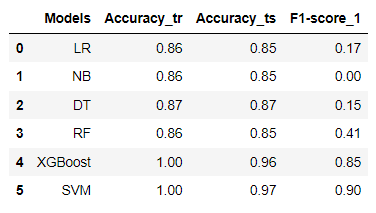 Models Accuracy_tr Accuracy_ts F1-score_1
0 LR 0.86 0.85 0.17
1 NB 0.86 0.85 0.00
2 DT 0.87 0.87 0.15
3 RF 0.86 0.85 0.41
4 XGBoost 1.00 0.96 0.85
5 SVM 1.00 0.97 0.90